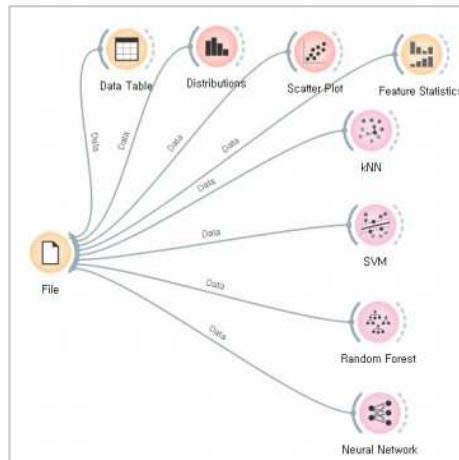 Data Table
Distributions
Scatter Plot
Feature Statistics
Data
Data
Data
Data
Data
kNN
Data
SVM
File
Data
Random Forest
Data
Neural Network